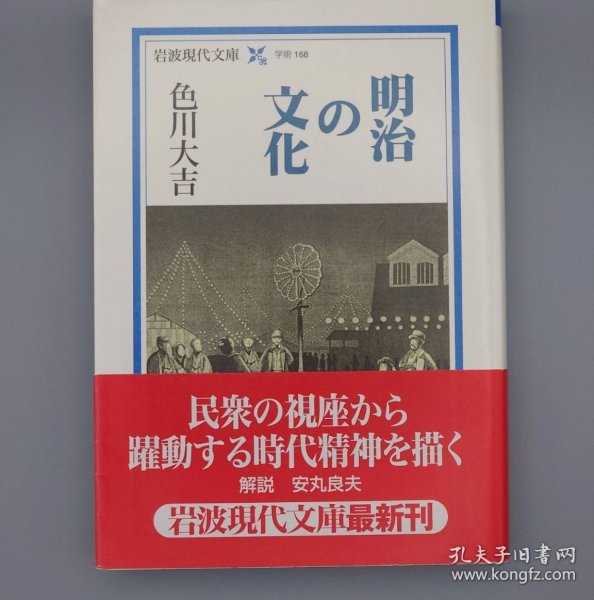 岩波現代文庫 学術 168
明治
の
文化
色川大吉
民衆の視座から
躍動する時代精神を描く
解説 安丸良夫
岩波現代文庫最新刊
孔夫子旧书网
www.kongfz.com